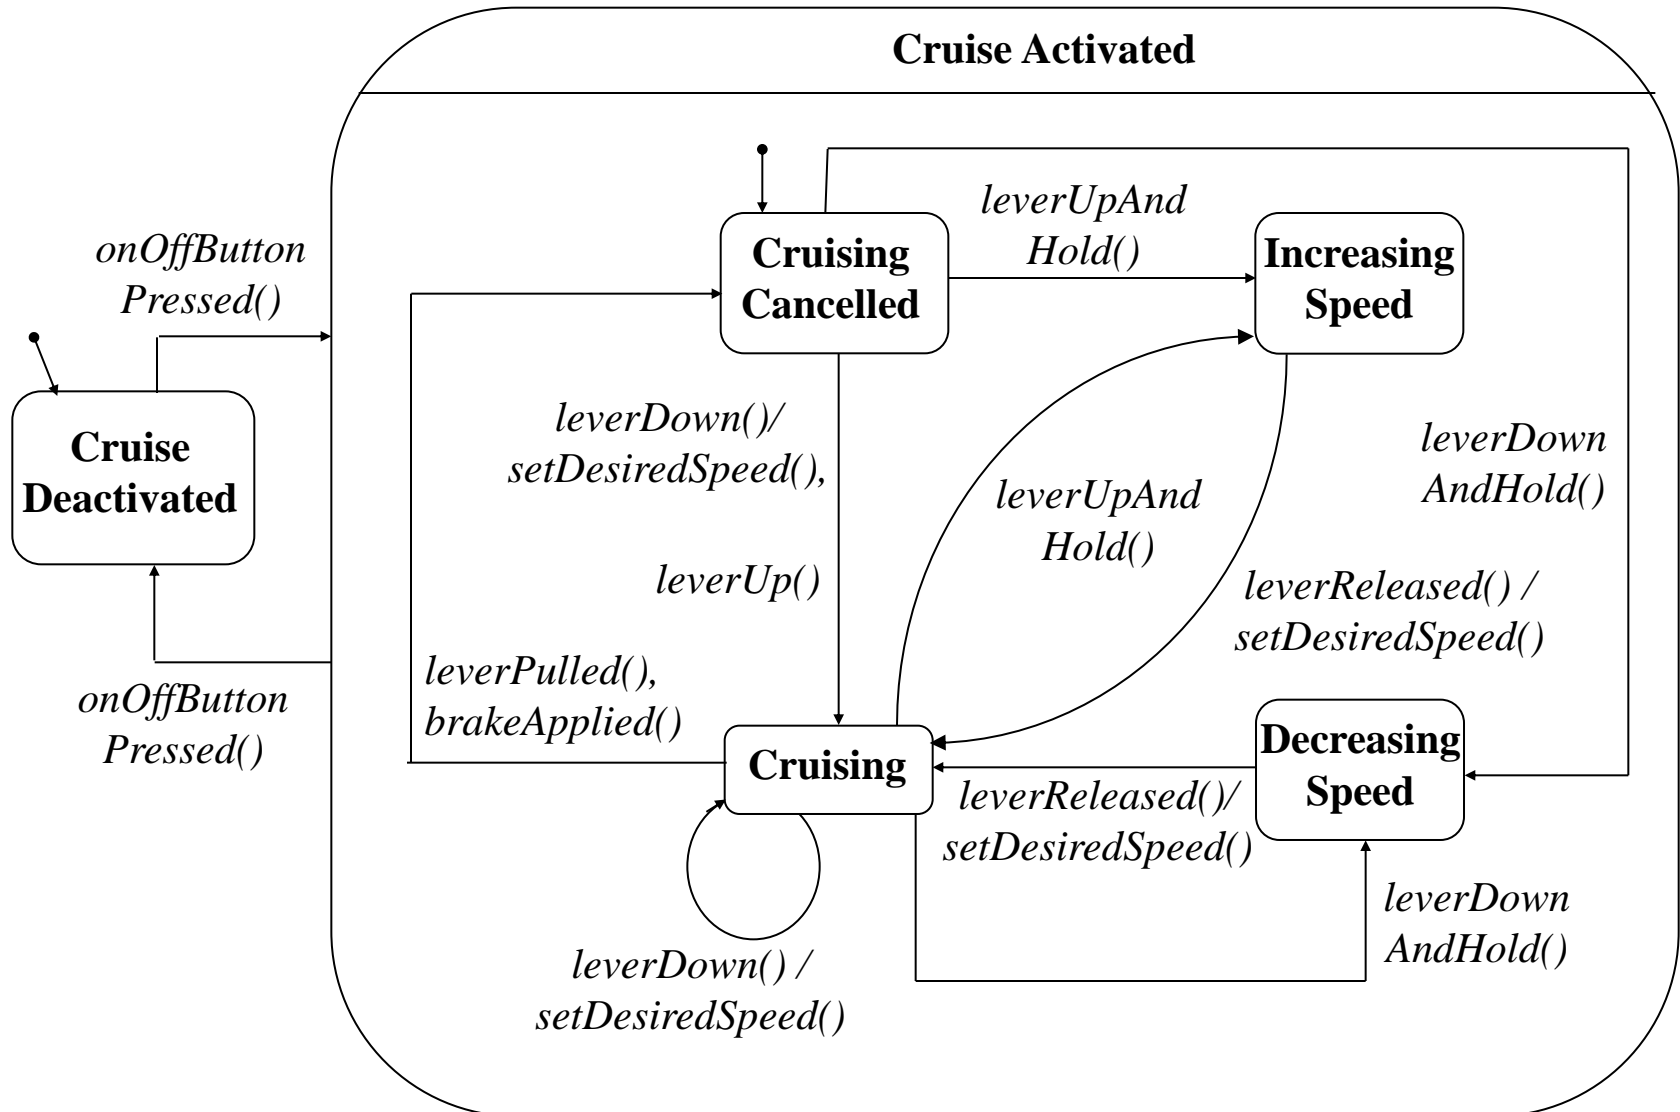 Cruise Activated
leverUpAnd
Hold()
onOffButton
Pressed()
Cruising
Cancelled
Increasing
Speed
leverDown()/
setDesiredSpeed(),
leverDown
AndHold()
Cruise
Deactivated
leverUpAnd
Hold()
leverUp()
leverReleased() /
setDesiredSpeed()
leverPulled(),
brakeApplied()
onOffButton
Pressed()
Cruising
Decreasing
Speed
leverReleased()/
setDesiredSpeed()
leverDown
AndHold()
leverDown() /
setDesiredSpeed()